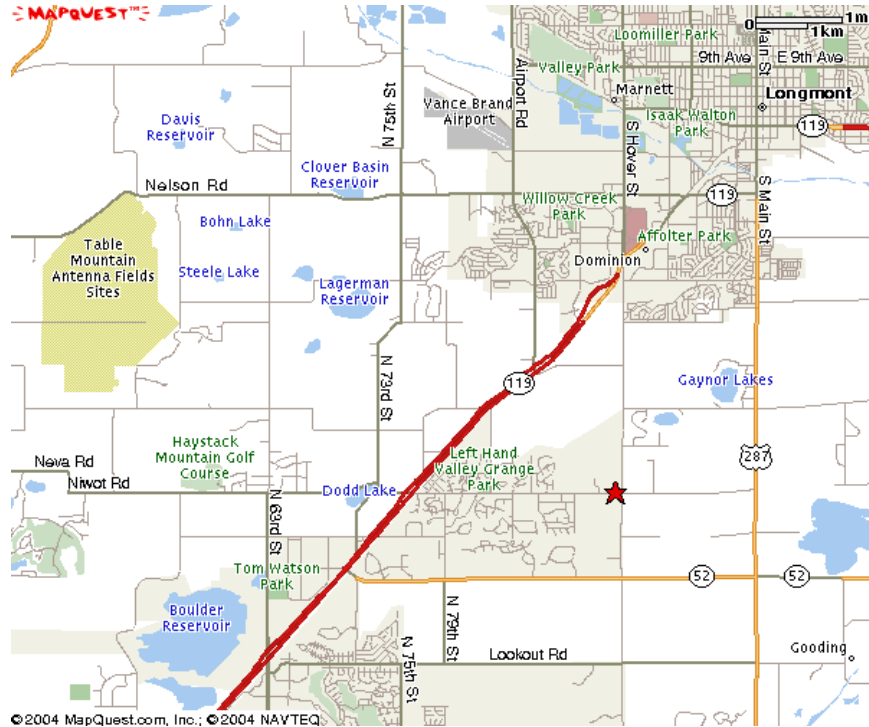 MAPQUEST™
0 1m
1km
Loomiller Park
9th Ave E 9th Ave
Main St
Valley Park
Marnett
Longmont
Airport Rd
N 75th St
Vance Brand
Airport
Isaak Walton
Park
119
Davis
Reservoir
S Hover St
Clover Basin
Reservoir
Nelson Rd
119
S Main St
Willow Creek
Park
Bohn Lake
Affolter Park
Table
Mountain
Antenna Fields
Sites
Dominion
Steele Lake
Lagerman
Reservoir
N 73rd St
119
Gaynor Lakes
Haystack
Mountain Golf
Course
Left Hand
Valley Grange
Park
287
Neva Rd
Niwot Rd
Dodd Lake
N 63rd St
Tom Watson
Park
52
52
Boulder
Reservoir
N 79th St
N 75th St
Lookout Rd
Gooding
©2004 MapQuest.com, Inc.; ©2004 NAVTEQ